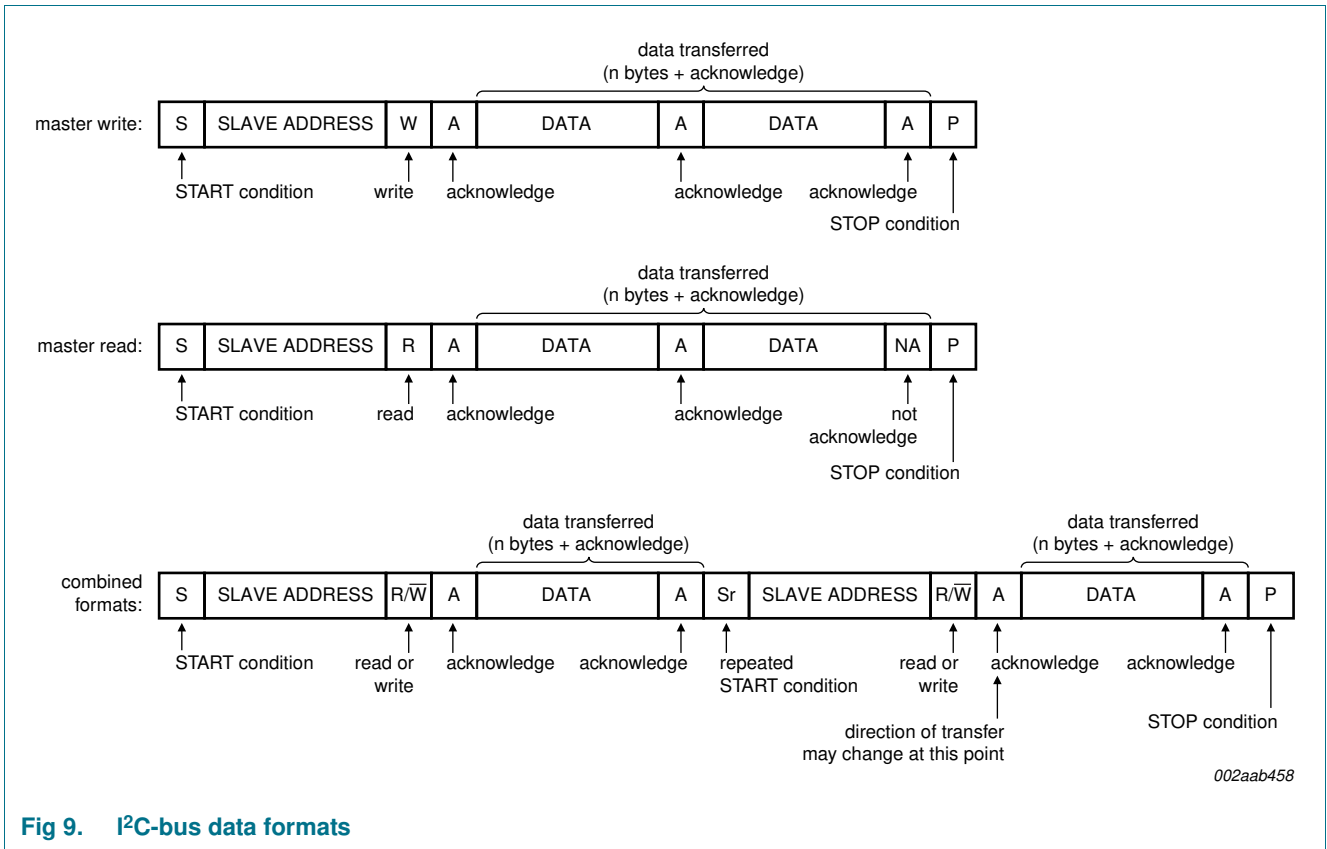 data transferred
(n bytes + acknowledge)
master write: S SLAVE ADDRESS W A DATA A DATA A P
START condition write acknowledge acknowledge acknowledge
STOP condition
data transferred
(n bytes + acknowledge)
master read: S SLAVE ADDRESS R A DATA A DATA NA P
START condition read acknowledge acknowledge not
acknowledge
STOP condition
data transferred data transferred
(n bytes + acknowledge) (n bytes + acknowledge)
combined
formats: S SLAVE ADDRESS R/W̅ A DATA A Sr SLAVE ADDRESS R/W̅ A DATA A P
START condition read or acknowledge acknowledge repeated read or acknowledge acknowledge
write START condition write
STOP condition
direction of transfer
may change at this point
002aab458
Fig 9. I²C-bus data formats